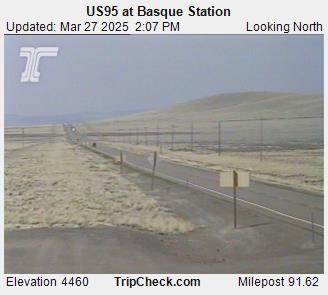 US95 at Basque Station
Updated: Mar 27 2025 2:07 PM Looking North
Elevation 4460 TripCheck.com Milepost 91.62